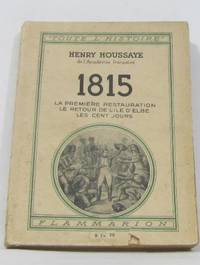 "TOUTE L'HISTOIRE"
HENRY HOUSSAYE
de l'Académie française
1815
LA PREMIÈRE RESTAURATION
LE RETOUR DE L'ILE D'ELBE
LES CENT JOURS
FLAMMARION